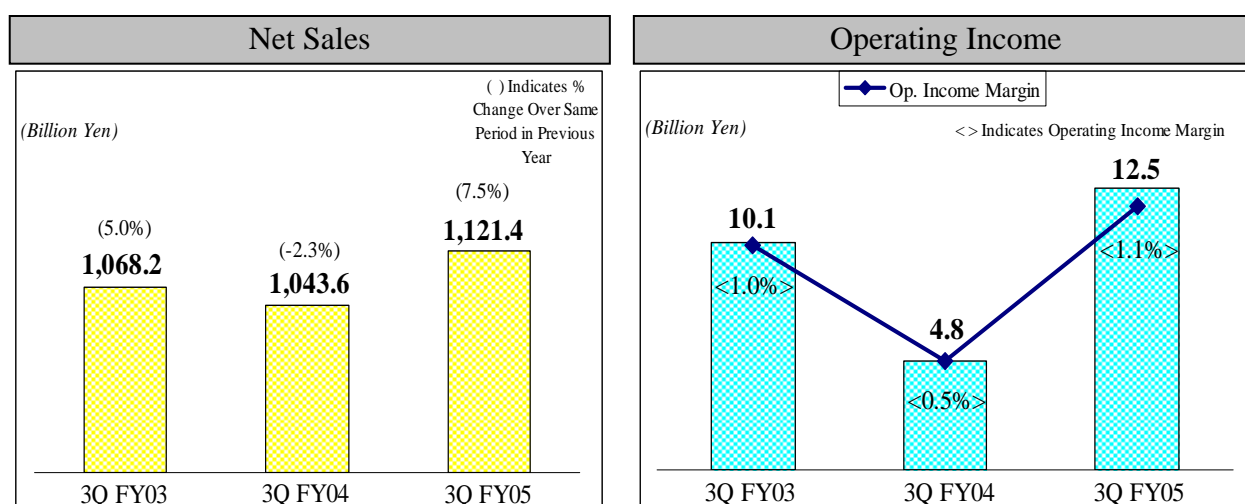 Net Sales
( ) Indicates %
Change Over Same
Period in Previous
Year
(Billion Yen)
(5.0%)
1,068.2
(-2.3%)
1,043.6
(7.5%)
1,121.4
3Q FY03
3Q FY04
3Q FY05
Operating Income
Op. Income Margin
(Billion Yen)
<> Indicates Operating Income Margin
10.1
<1.0%>
4.8
<0.5%>
12.5
<1.1%>
3Q FY03
3Q FY04
3Q FY05